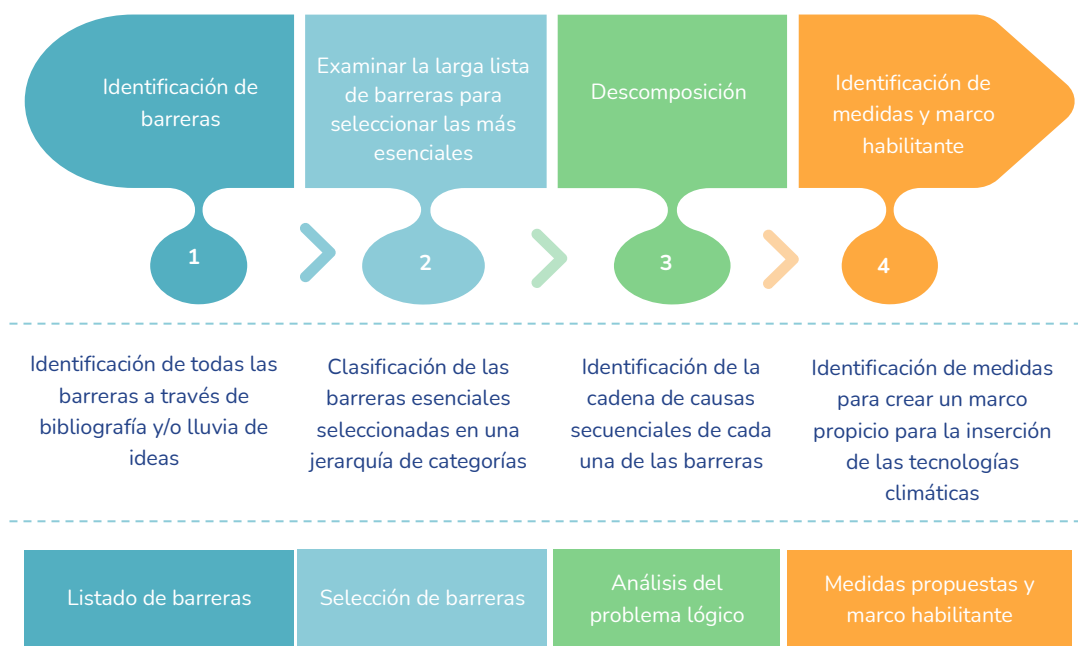 Identificación de
barreras
Examinar la larga lista
de barreras para
seleccionar las más
esenciales
Descomposición
Identificación de
medidas y marco
habilitante
1
2
3
4
Identificación de todas las
barreras a través de
bibliografía y/o lluvia de
ideas
Clasificación de las
barreras esenciales
seleccionadas en una
jerarquía de categorías
Identificación de la
cadena de causas
secuenciales de cada
una de las barreras
Identificación de medidas
para crear un marco
propicio para la inserción
de las tecnologías
climáticas
Listado de barreras
Selección de barreras
Análisis del
problema lógico
Medidas propuestas y
marco habilitante